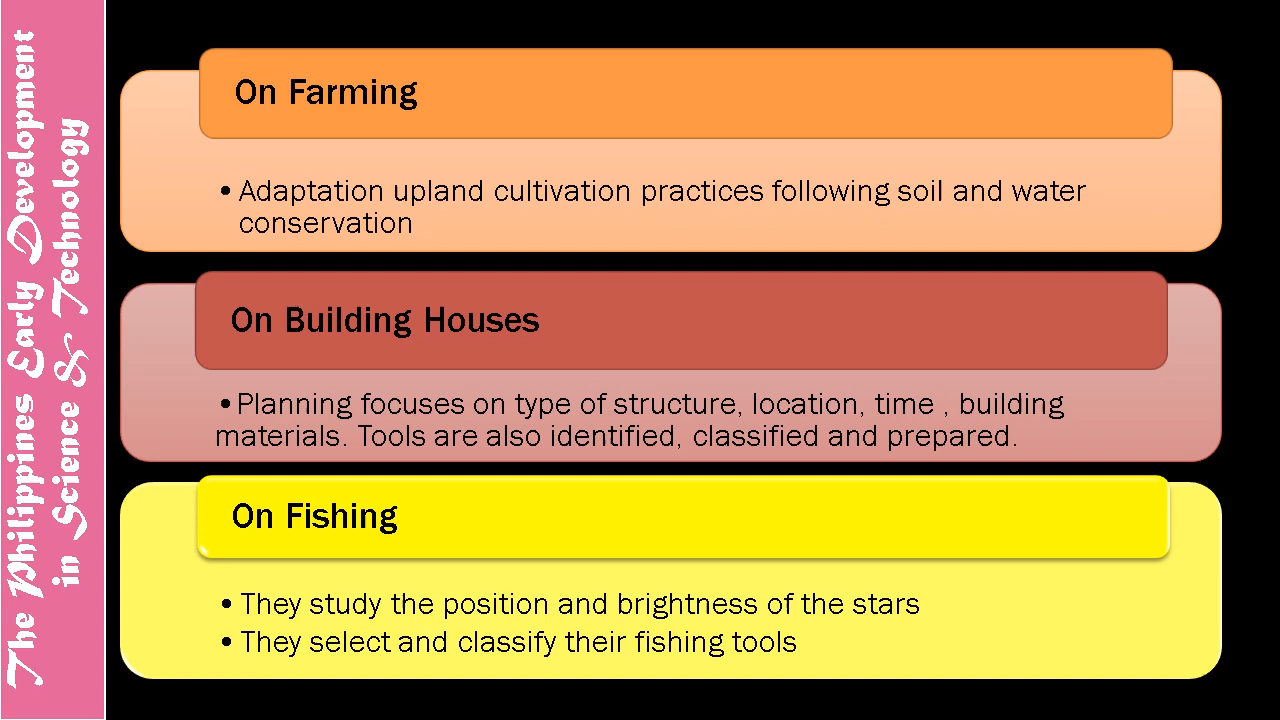 The Philippines Early Development
in Science & Technology
On Farming
•Adaptation upland cultivation practices following soil and water
conservation
On Building Houses
•Planning focuses on type of structure, location, time , building
materials. Tools are also identified, classified and prepared.
On Fishing
•They study the position and brightness of the stars
•They select and classify their fishing tools